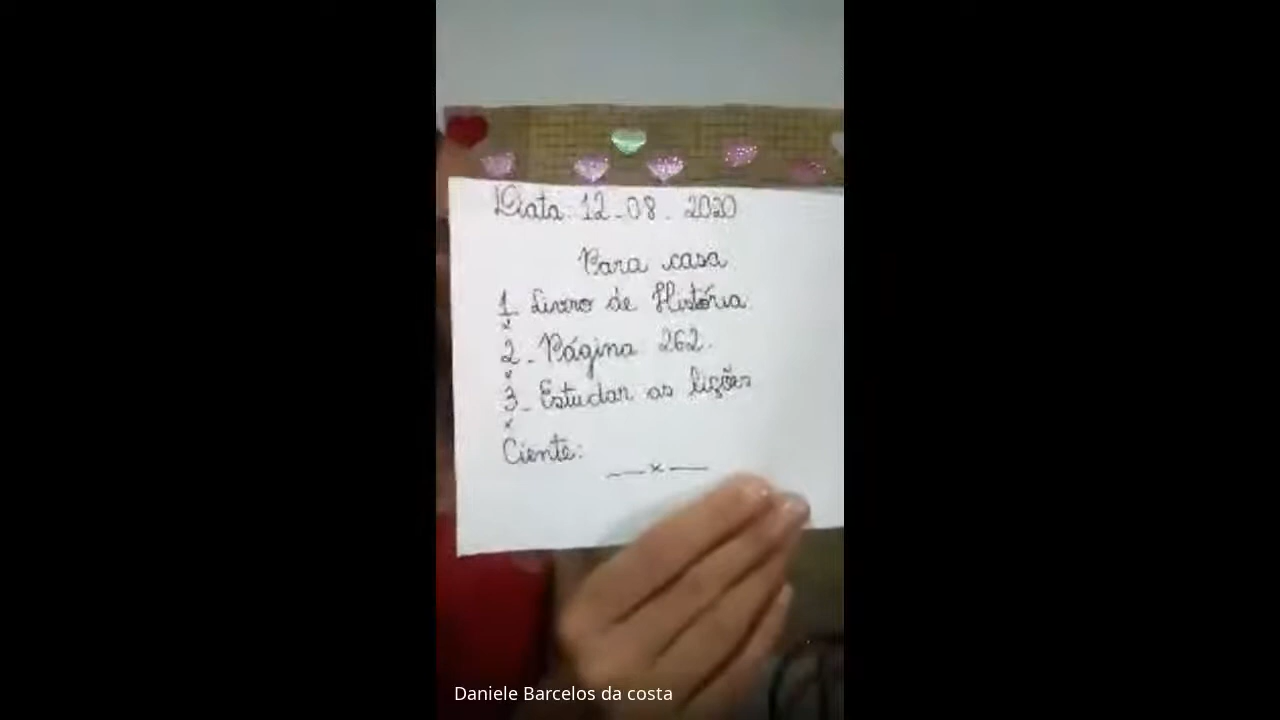 Data: 12-08-2020
Para casa
1- Livro de História
x
2- Página 262.
x
3- Estudar as lições
x
Ciente:
—x—
Daniele Barcelos da costa